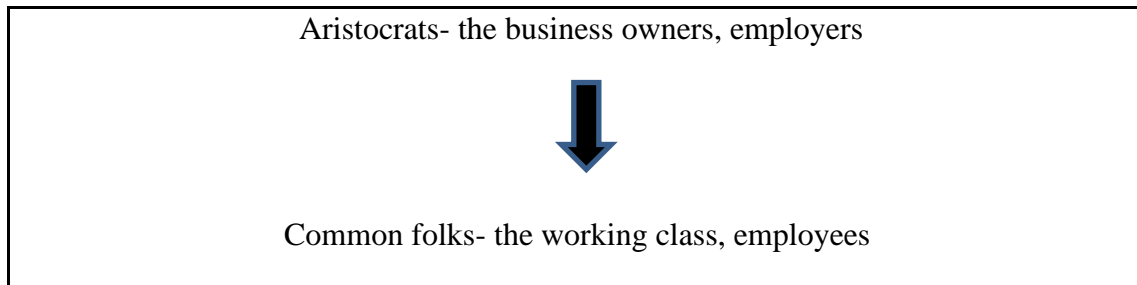 Aristocrats- the business owners, employers
Common folks- the working class, employees